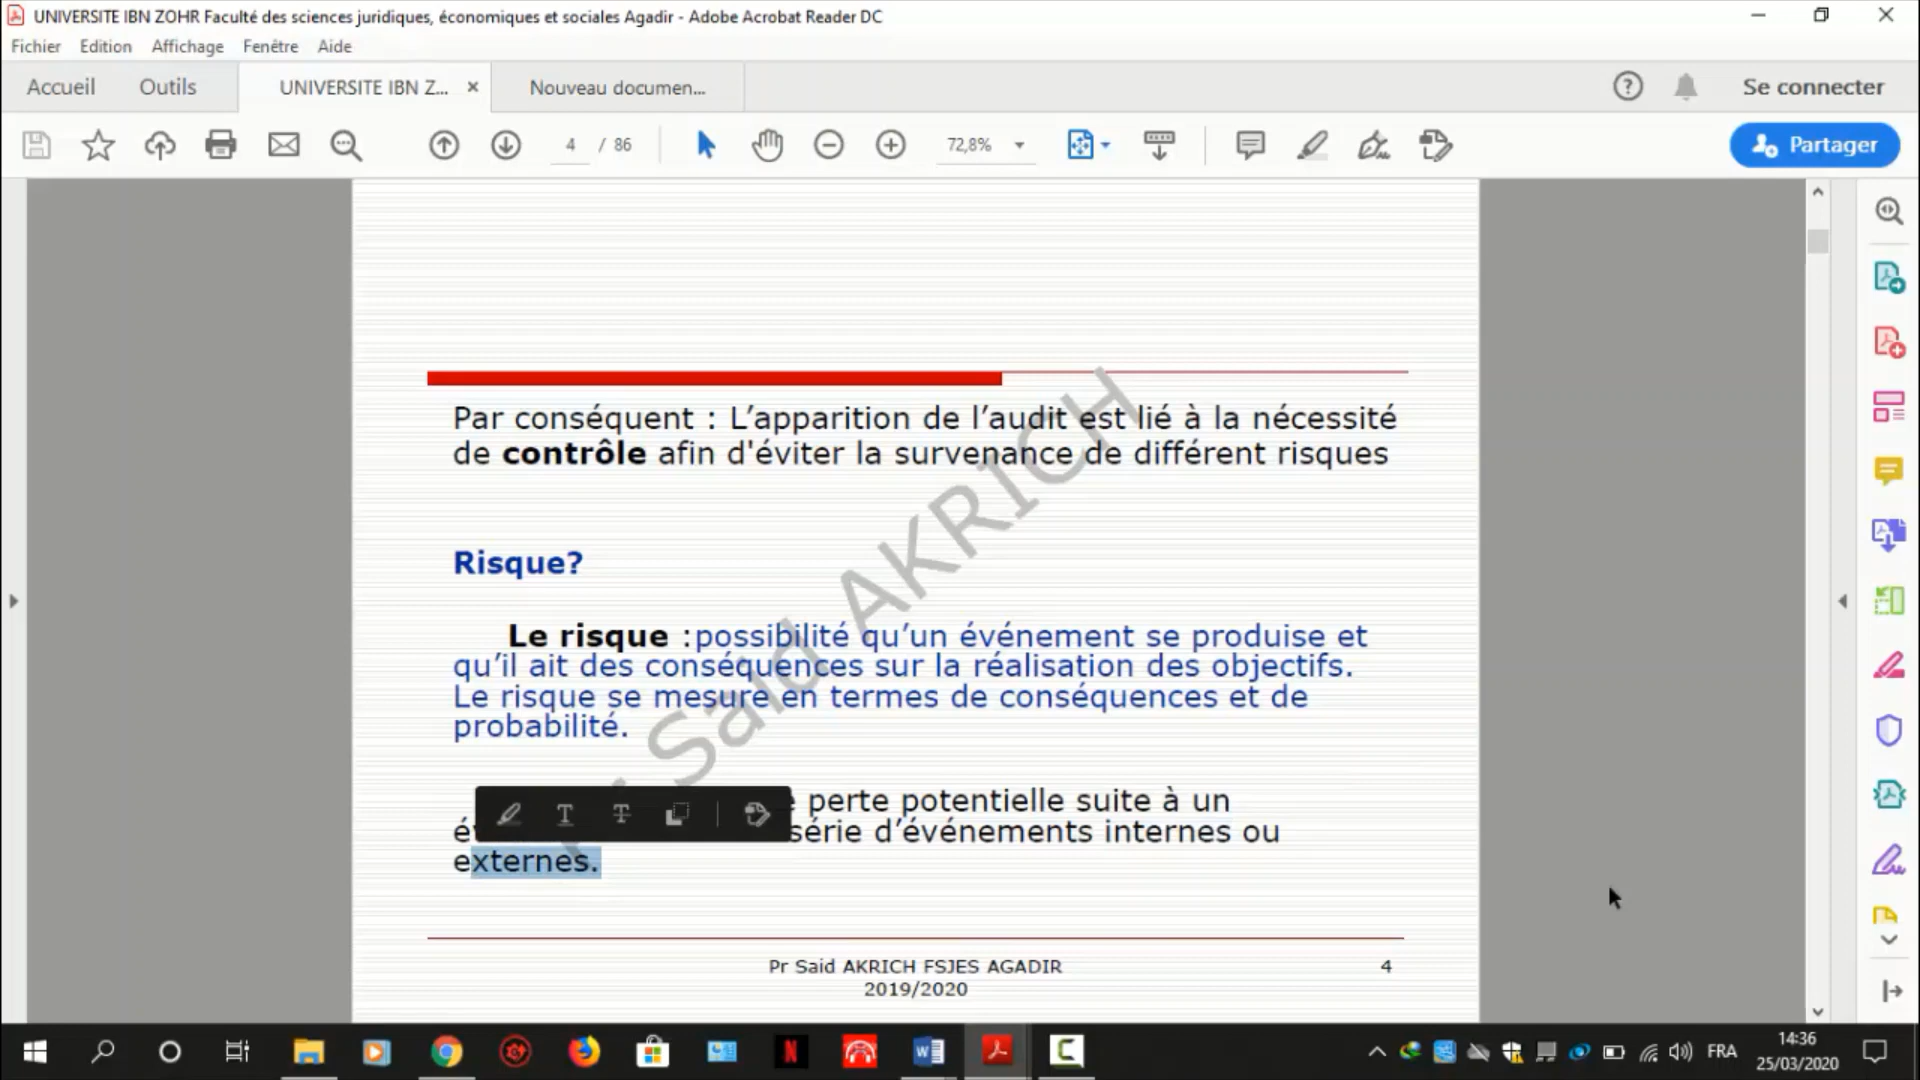 UNIVERSITE IBN ZOHR Faculté des sciences juridiques, économiques et sociales Agadir - Adobe Acrobat Reader DC
Fichier Edition Affichage Fenêtre Aide
Accueil Outils UNIVERSITE IBN Z... × Nouveau documen... Se connecter
4 / 86 72,8% Partager
Par conséquent : L’apparition de l’audit est lié à la nécessité
de contrôle afin d'éviter la survenance de différent risques
Risque?
Le risque :possibilité qu’un événement se produise et
qu’il ait des conséquences sur la réalisation des objectifs.
Le risque se mesure en termes de conséquences et de
probabilité.
perte potentielle suite à un
série d’événements internes ou
externes.
Said AKRICH
Pr Said AKRICH FSJES AGADIR 4
2019/2020
FRA 14:36
25/03/2020